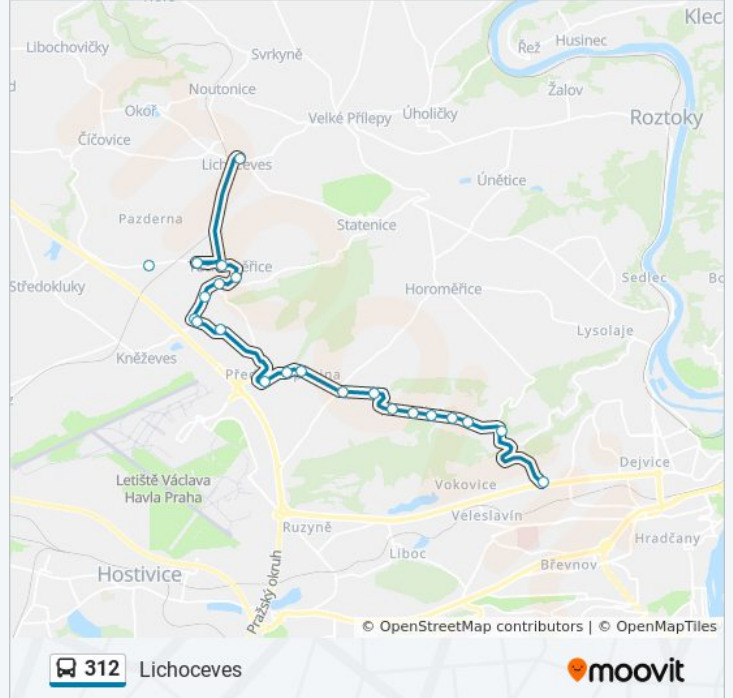 Klec
Libochovičky
Řež
Husinec
Svrkyně
Noutonice
Žalov
Okoř
Velké Přílepy
Úholičky
Roztoky
Číčovice
Lichoceves
Únětice
Pazderna
Statenice
Sedlec
Středokluky
Horoměřice
Lysolaje
Kněževes
Dejvice
Letiště Václava
Havla Praha
Vokovice
Veleslavín
Ruzyně
Hradčany
Liboc
Břevnov
Hostivice
Pražský okruh
© OpenStreetMap contributors | © OpenMapTiles
312 Lichoceves
moovit